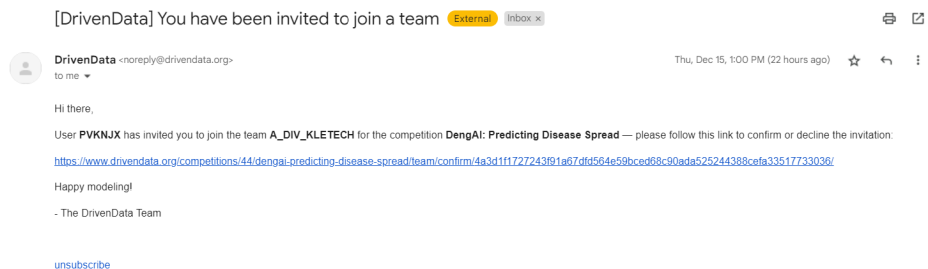 [DrivenData] You have been invited to join a team External Inbox ×
DrivenData <noreply@drivendata.org> Thu, Dec 15, 1:00 PM (22 hours ago)
to me
Hi there,
User PVKNJX has invited you to join the team A_DIV_KLETECH for the competition DengAI: Predicting Disease Spread — please follow this link to confirm or decline the invitation:
https://www.drivendata.org/competitions/44/dengai-predicting-disease-spread/team/confirm/4a3d1f1727243f91a67dfd564e59bced68c90ada525244388cefa33517733036/
Happy modeling!
- The DrivenData Team
unsubscribe